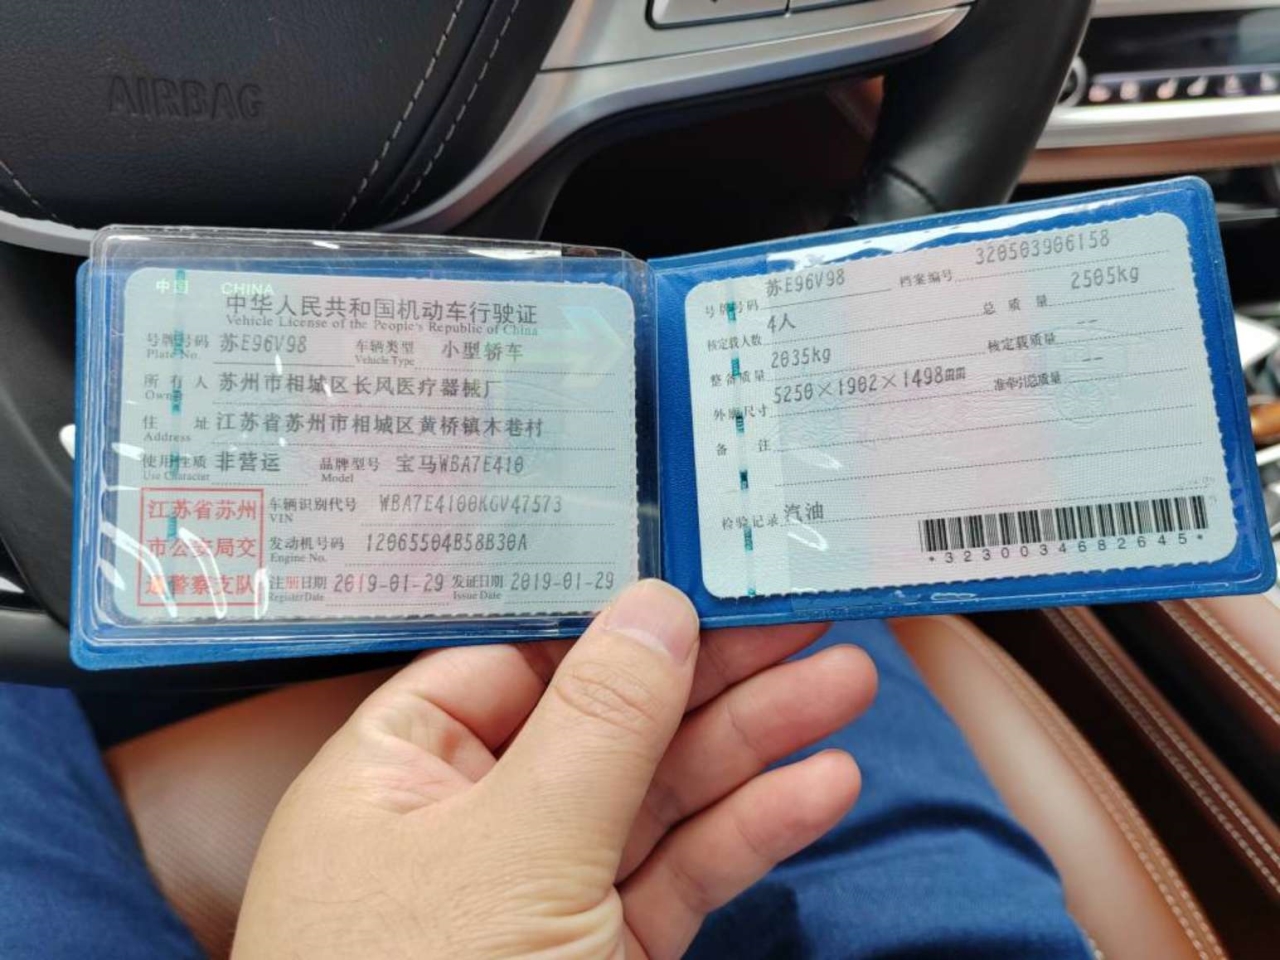 AIRBAG
中国 CHINA
中华人民共和国机动车行驶证
Vehicle License of the People's Republic of China
号牌号码 苏E96V98 车辆类型 小型轿车
Plate No. Vehicle Type
所有人 苏州市相城区长风医疗器械厂
Owner
住址 江苏省苏州市相城区黄桥镇木巷村
Address
使用性质 非营运 品牌型号 宝马WBA7E410
Use Character Model
江苏省苏州
市公安局交
通警察支队
车辆识别代号 WBA7E4100KGV47573
VIN
发动机号码 12065504B58B30A
Engine No.
注册日期 2019-01-29 发证日期 2019-01-29
Register Date Issue Date
号牌号码 苏E96V98 档案编号 320503906158
核定载人数 4人 总质量 2505kg
整备质量 2035kg 核定载质量 --
外廓尺寸 5250×1902×1498mm 准牵引总质量 --
备注
检验记录 汽油
*3230034682645*